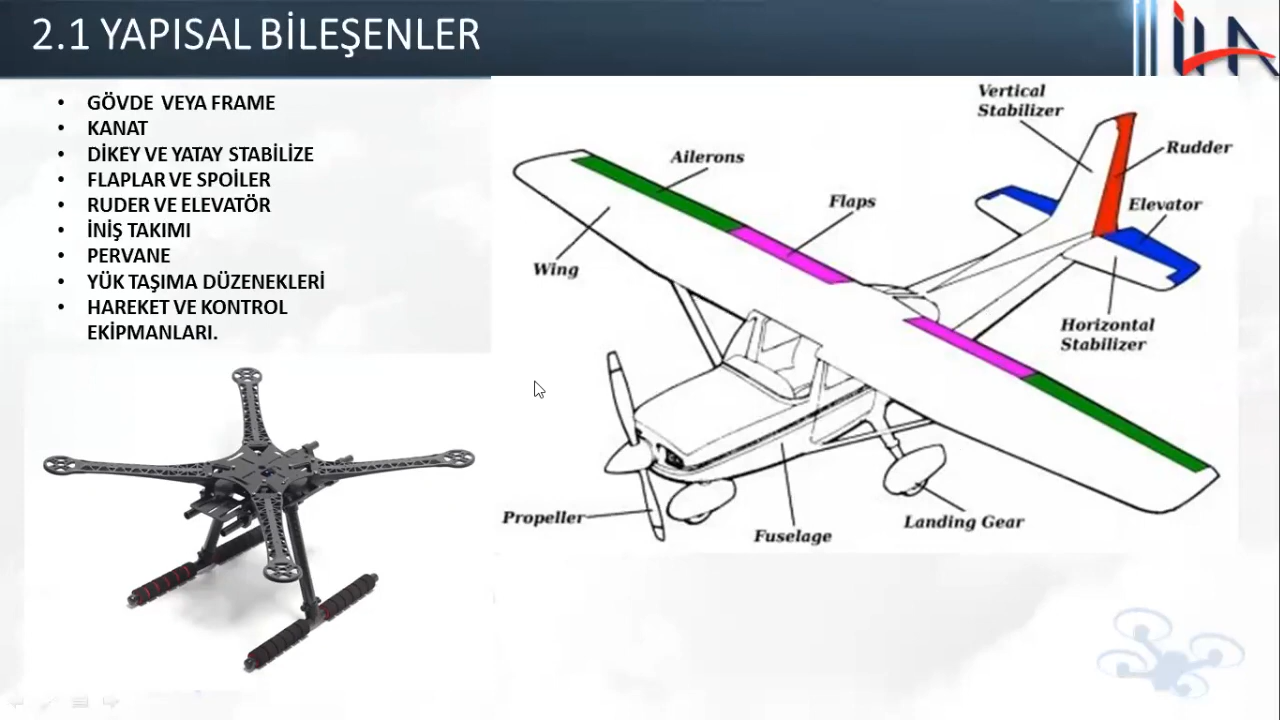 2.1 YAPISAL BİLEŞENLER
İHA
• GÖVDE VEYA FRAME
• KANAT
• DİKEY VE YATAY STABİLİZE
• FLAPLAR VE SPOİLER
• RUDER VE ELEVATÖR
• İNİŞ TAKIMI
• PERVANE
• YÜK TAŞIMA DÜZENEKLERİ
• HAREKET VE KONTROL
EKİPMANLARI.
Vertical
Stabilizer
Rudder
Ailerons
Flaps
Elevator
Wing
Horizontal
Stabilizer
Propeller
Fuselage
Landing Gear